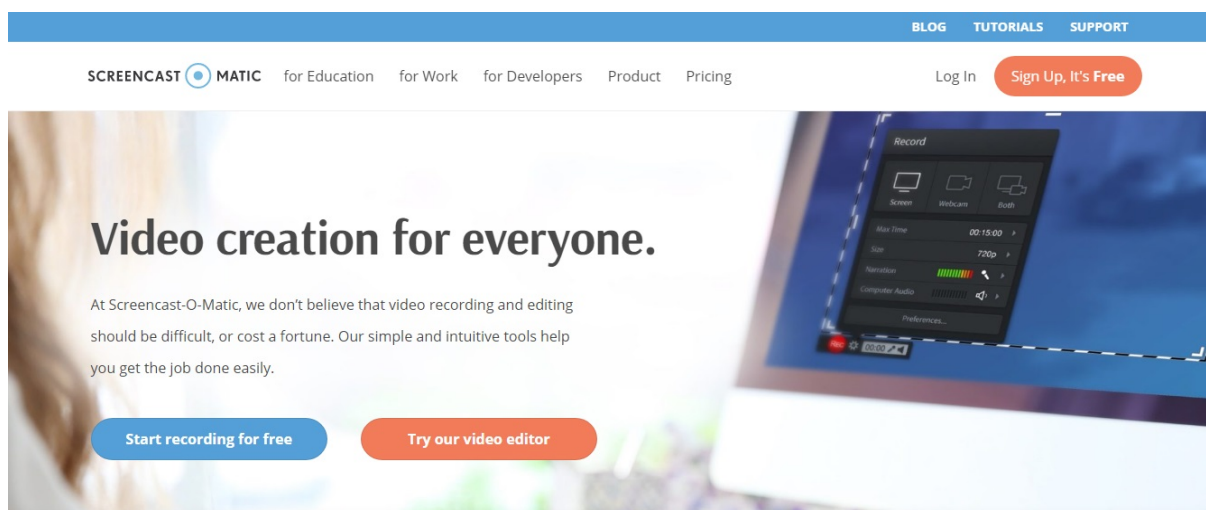 BLOG TUTORIALS SUPPORT
SCREENCAST MATIC for Education for Work for Developers Product Pricing Log In Sign Up, It's Free
Video creation for everyone.
At Screencast-O-Matic, we don't believe that video recording and editing
should be difficult, or cost a fortune. Our simple and intuitive tools help
you get the job done easily.
Start recording for free Try our video editor
Record
Screen Webcam Both
Max Time 00:15:00
Size 720p
Narration
Computer Audio
Preferences...
REC 00:00